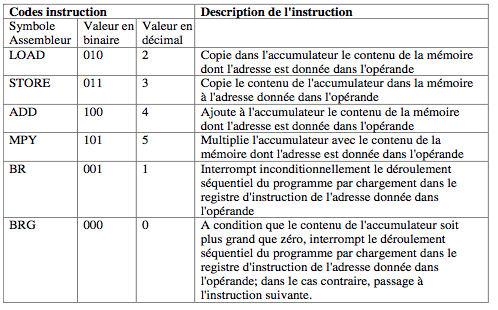 Codes instruction Description de l'instruction
Symbole Assembleur Valeur en binaire Valeur en décimal
LOAD 010 2 Copie dans l'accumulateur le contenu de la mémoire
dont l'adresse est donnée dans l'opérande
STORE 011 3 Copie le contenu de l'accumulateur dans la mémoire
à l'adresse donnée dans l'opérande
ADD 100 4 Ajoute à l'accumulateur le contenu de la mémoire
dont l'adresse est donnée dans l'opérande
MPY 101 5 Multiplie l'accumulateur avec le contenu de la
mémoire dont l'adresse est donnée dans l'opérande
BR 001 1 Interrompt inconditionnellement le déroulement
séquentiel du programme par chargement dans le
registre d'instruction de l'adresse donnée dans
l'opérande
BRG 000 0 A condition que le contenu de l'accumulateur soit
plus grand que zéro, interrompt le déroulement
séquentiel du programme par chargement dans le
registre d'instruction de l'adresse donnée dans
l'opérande; dans le cas contraire, passage à
l'instruction suivante.